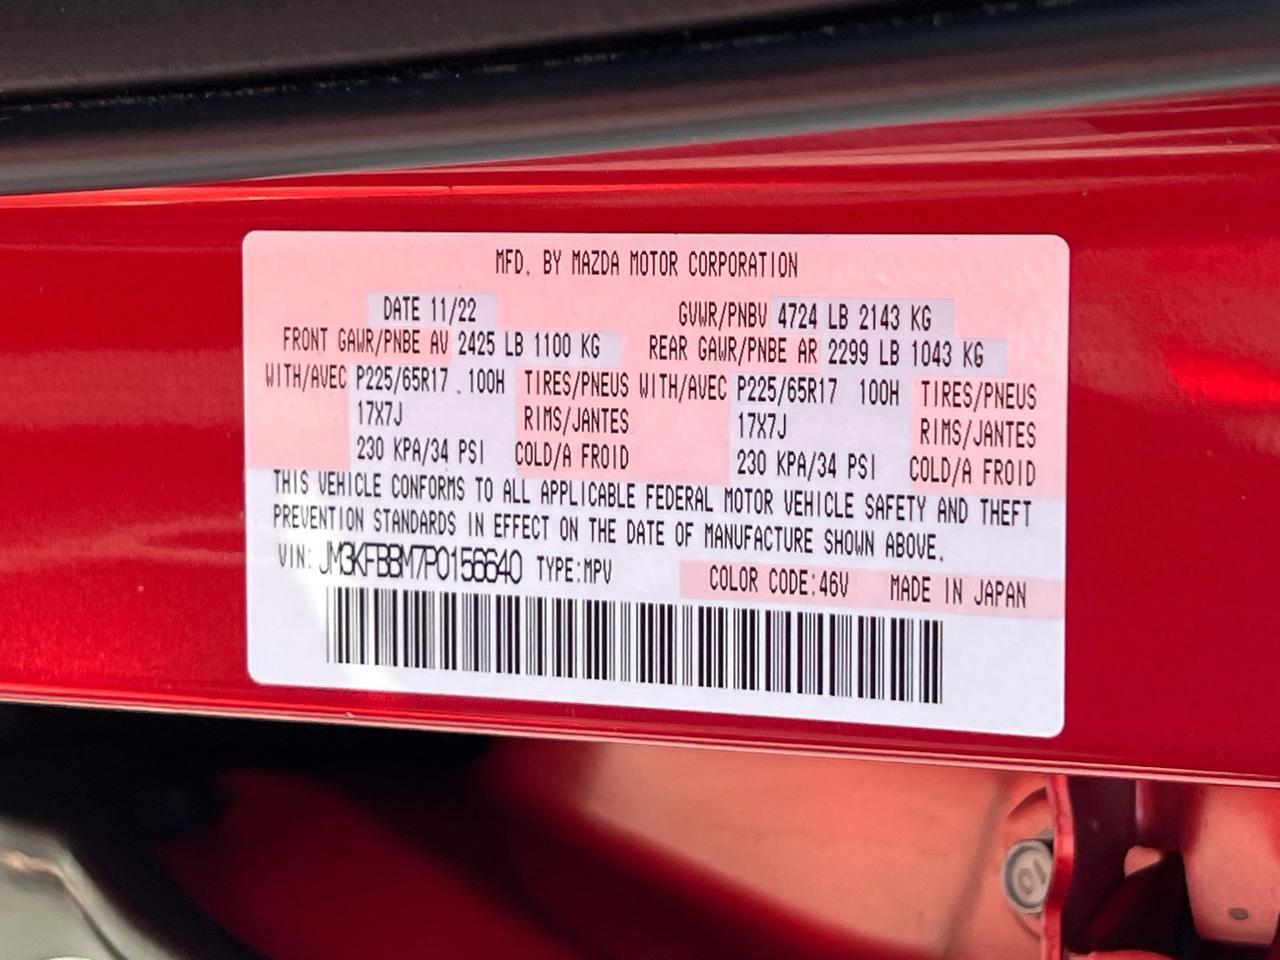 MFD. BY MAZDA MOTOR CORPORATION
DATE 11/22 GVWR/PNBV 4724 LB 2143 KG
FRONT GAWR/PNBE AV 2425 LB 1100 KG REAR GAWR/PNBE AR 2299 LB 1043 KG
WITH/AVEC P225/65R17 100H TIRES/PNEUS WITH/AVEC P225/65R17 100H TIRES/PNEUS
17X7J RIMS/JANTES 17X7J RIMS/JANTES
230 KPA/34 PSI COLD/A FROID 230 KPA/34 PSI COLD/A FROID
THIS VEHICLE CONFORMS TO ALL APPLICABLE FEDERAL MOTOR VEHICLE SAFETY AND THEFT
PREVENTION STANDARDS IN EFFECT ON THE DATE OF MANUFACTURE SHOWN ABOVE.
VIN: JM3KFBBM7P0156640 TYPE:MPV COLOR CODE:46V MADE IN JAPAN